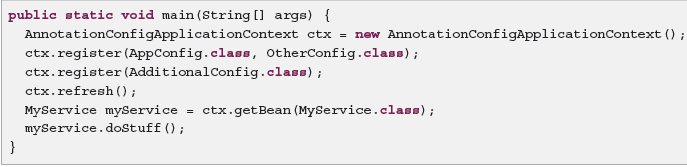 public static void main(String[] args) {
  AnnotationConfigApplicationContext ctx = new AnnotationConfigApplicationContext();
  ctx.register(AppConfig.class, OtherConfig.class);
  ctx.register(AdditionalConfig.class);
  ctx.refresh();
  MyService myService = ctx.getBean(MyService.class);
  myService.doStuff();
}